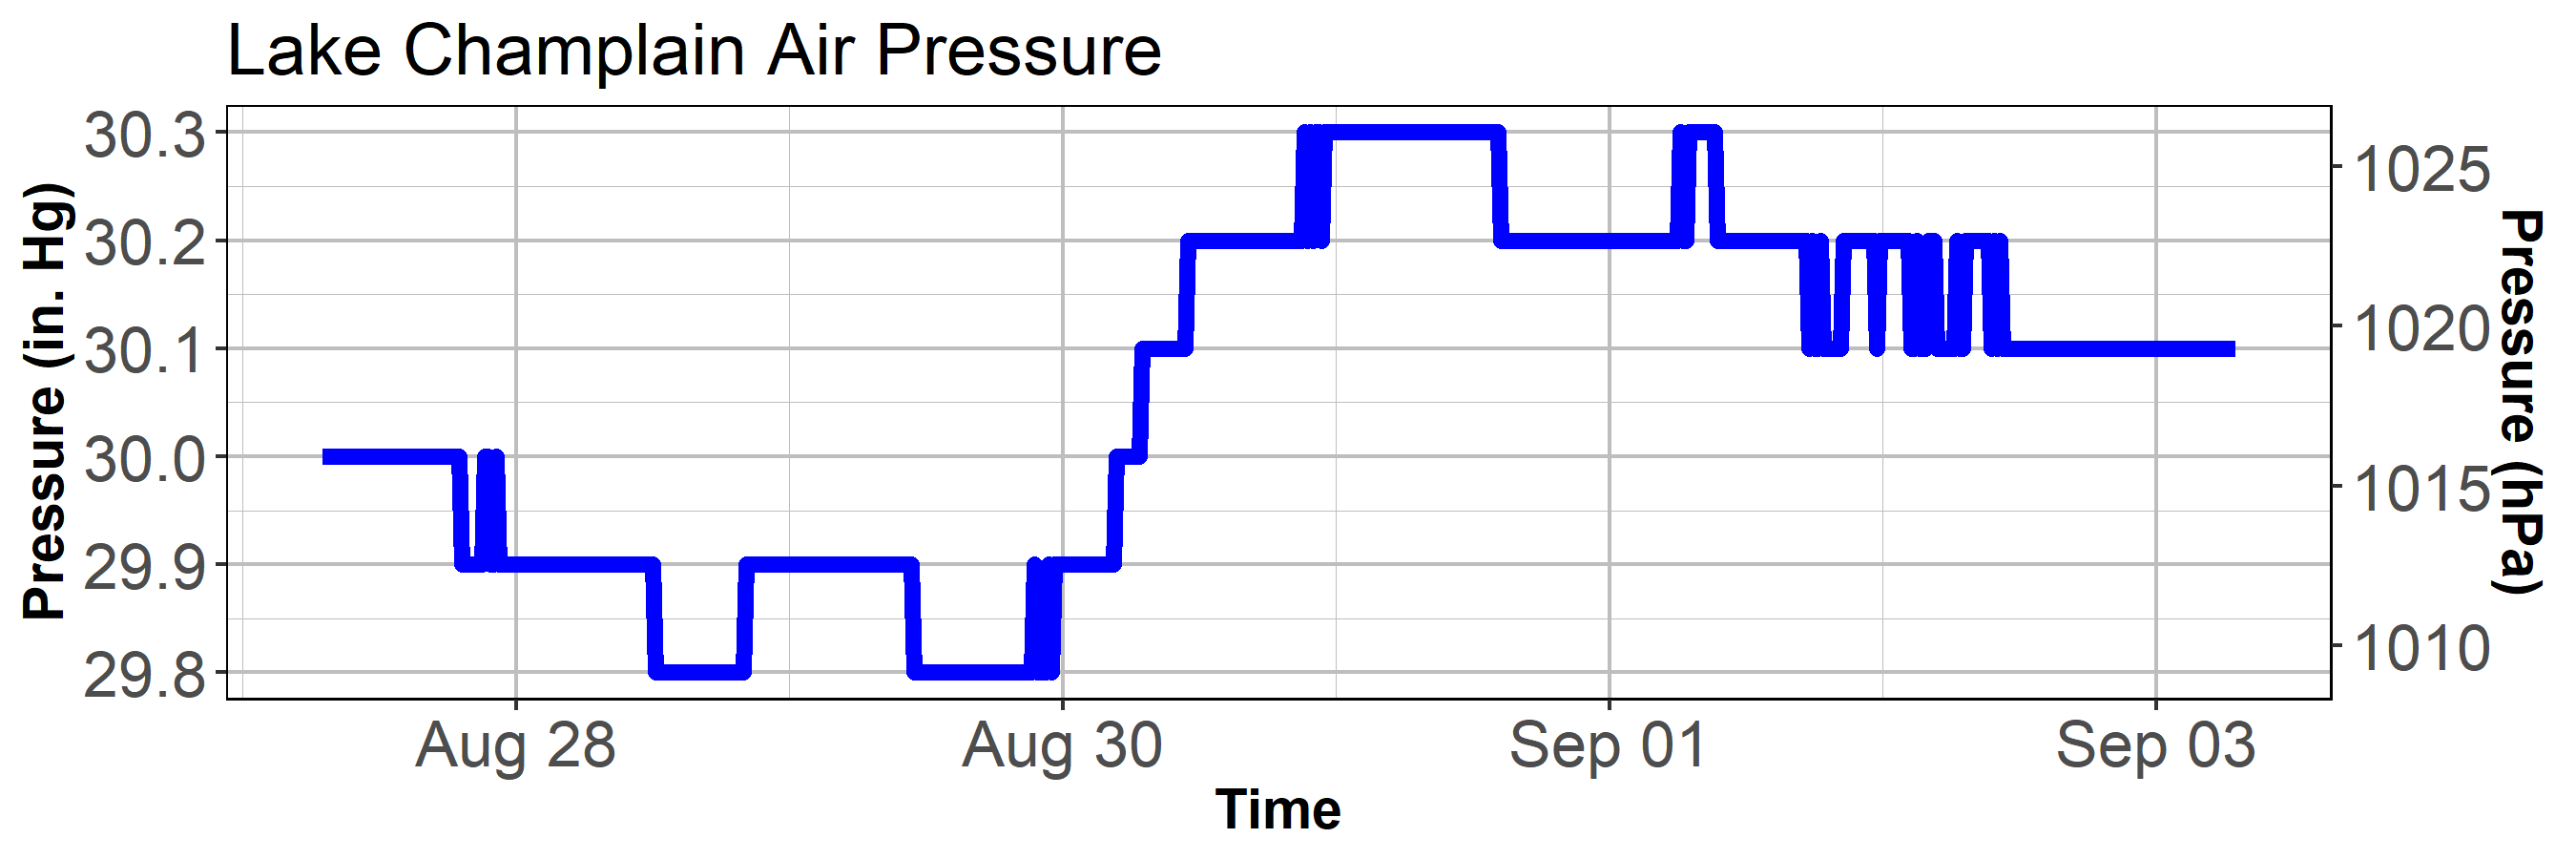 Lake Champlain Air Pressure
Pressure (in. Hg)
30.3
30.2
30.1
30.0
29.9
29.8
1025
1020
1015
1010
Pressure (hPa)
Aug 28 Aug 30 Sep 01 Sep 03
Time